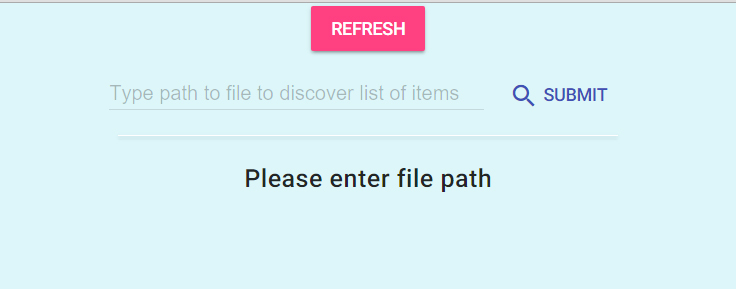 REFRESH
Type path to file to discover list of items
SUBMIT
Please enter file path